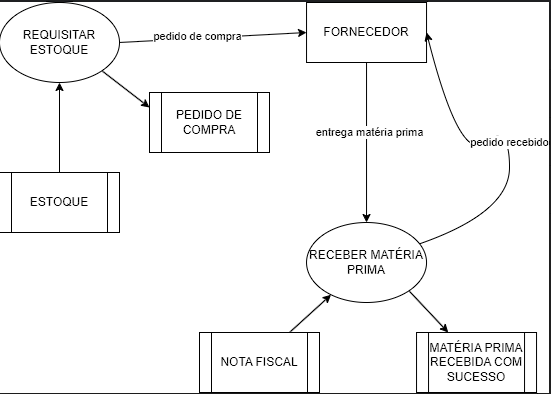 REQUISITAR
ESTOQUE
pedido de compra
FORNECEDOR
PEDIDO DE
COMPRA
entrega matéria prima
pedido recebido
ESTOQUE
RECEBER MATÉRIA
PRIMA
NOTA FISCAL
MATÉRIA PRIMA
RECEBIDA COM
SUCESSO